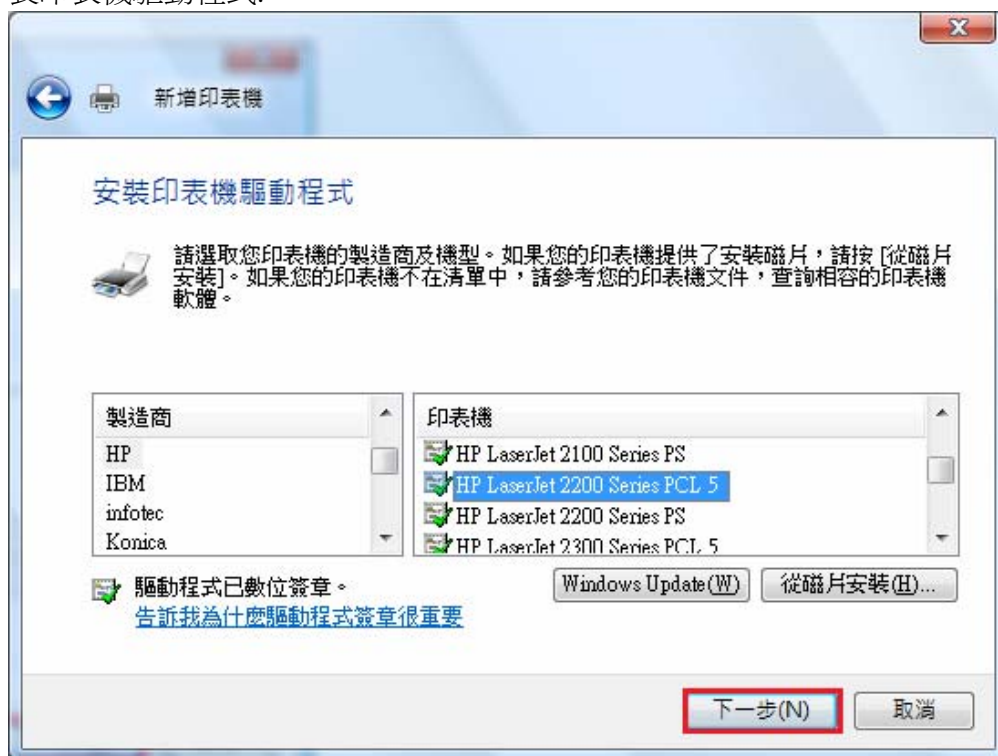 新增印表機
安裝印表機驅動程式
請選取您印表機的製造商及機型。如果您的印表機提供了安裝磁片，請按 [從磁片
安裝]。如果您的印表機不在清單中，請參考您的印表機文件，查詢相容的印表機
軟體。
製造商
HP
IBM
infotec
Konica
印表機
HP LaserJet 2100 Series PS
HP LaserJet 2200 Series PCL 5
HP LaserJet 2200 Series PS
HP LaserJet 2300 Series PCL 5
驅動程式已數位簽章。
告訴我為什麼驅動程式簽章很重要
Windows Update(W)
從磁片安裝(H)...
下一步(N)
取消